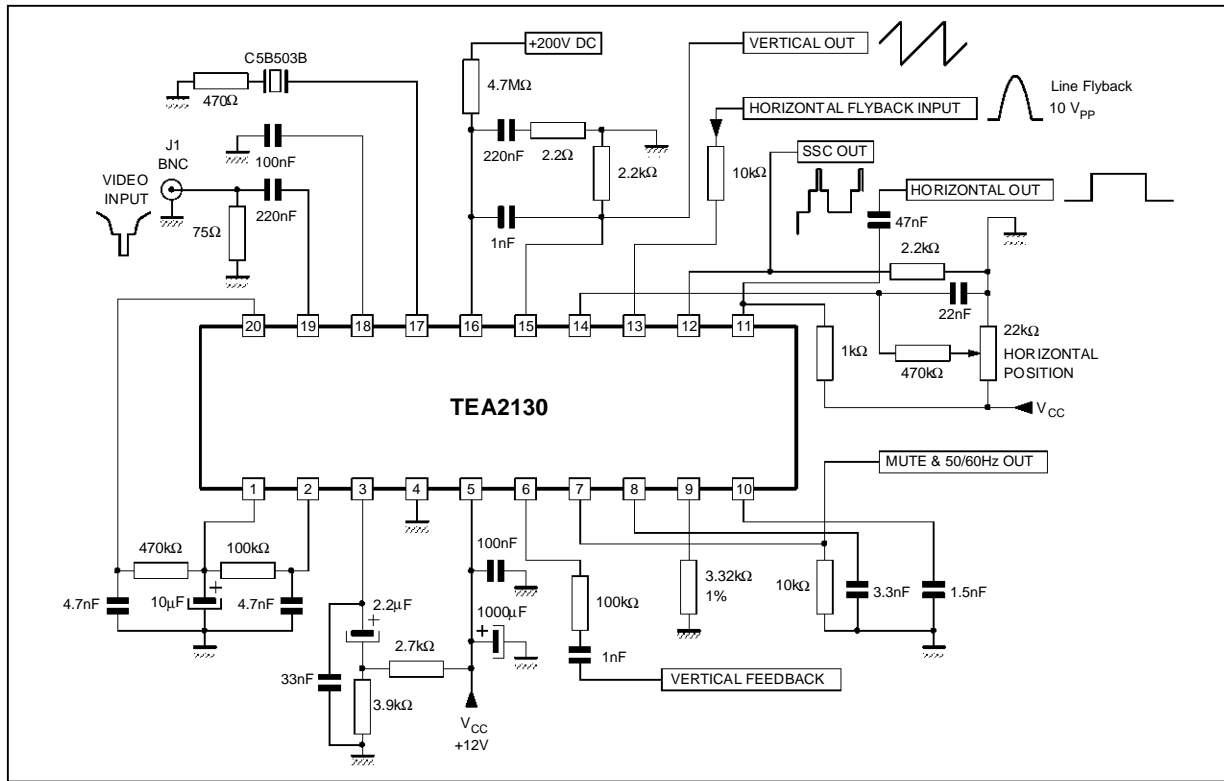 +200V DC
VERTICAL OUT
C5B503B
470Ω
4.7MΩ
HORIZONTAL FLYBACK INPUT
Line Flyback
10 VPP
J1
BNC
VIDEO
INPUT
100nF
220nF
2.2Ω
2.2kΩ
10kΩ
SSC OUT
HORIZONTAL OUT
47nF
220nF
75Ω
1nF
2.2kΩ
22nF
20
19
18
17
16
15
14
13
12
11
1kΩ
470kΩ
22kΩ
HORIZONTAL
POSITION
VCC
TEA2130
MUTE & 50/60Hz OUT
1
2
3
4
5
6
7
8
9
10
470kΩ
100kΩ
4.7nF
10µF
+
4.7nF
2.2µF
+
33nF
2.7kΩ
3.9kΩ
100nF
1000µF
+
VCC
+12V
100kΩ
1nF
VERTICAL FEEDBACK
3.32kΩ
1%
10kΩ
3.3nF
1.5nF